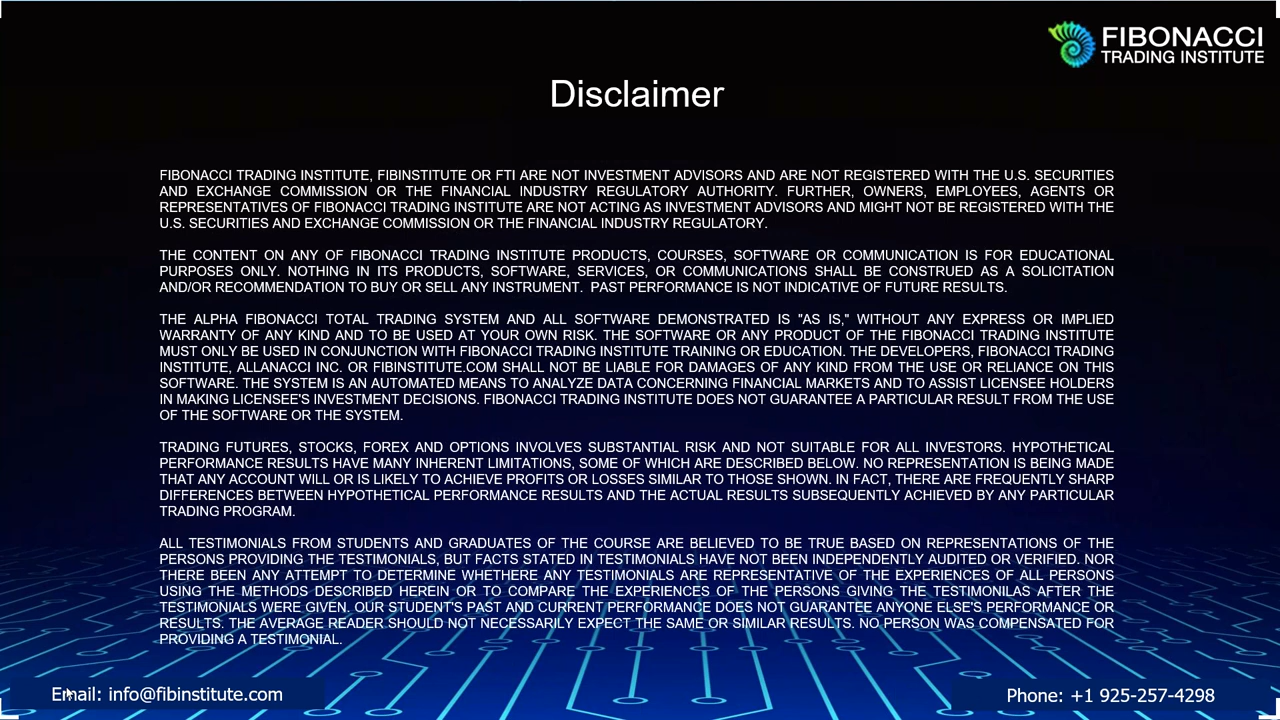 FIBONACCI
TRADING INSTITUTE
Disclaimer
FIBONACCI TRADING INSTITUTE, FIBINSTITUTE OR FTI ARE NOT INVESTMENT ADVISORS AND ARE NOT REGISTERED WITH THE U.S. SECURITIES
AND EXCHANGE COMMISSION OR THE FINANCIAL INDUSTRY REGULATORY AUTHORITY. FURTHER, OWNERS, EMPLOYEES, AGENTS OR
REPRESENTATIVES OF FIBONACCI TRADING INSTITUTE ARE NOT ACTING AS INVESTMENT ADVISORS AND MIGHT NOT BE REGISTERED WITH THE
U.S. SECURITIES AND EXCHANGE COMMISSION OR THE FINANCIAL INDUSTRY REGULATORY.
THE CONTENT ON ANY OF FIBONACCI TRADING INSTITUTE PRODUCTS, COURSES, SOFTWARE OR COMMUNICATION IS FOR EDUCATIONAL
PURPOSES ONLY. NOTHING IN ITS PRODUCTS, SOFTWARE, SERVICES, OR COMMUNICATIONS SHALL BE CONSTRUED AS A SOLICITATION
AND/OR RECOMMENDATION TO BUY OR SELL ANY INSTRUMENT. PAST PERFORMANCE IS NOT INDICATIVE OF FUTURE RESULTS.
THE ALPHA FIBONACCI TOTAL TRADING SYSTEM AND ALL SOFTWARE DEMONSTRATED IS "AS IS," WITHOUT ANY EXPRESS OR IMPLIED
WARRANTY OF ANY KIND AND TO BE USED AT YOUR OWN RISK. THE SOFTWARE OR ANY PRODUCT OF THE FIBONACCI TRADING INSTITUTE
MUST ONLY BE USED IN CONJUNCTION WITH FIBONACCI TRADING INSTITUTE TRAINING OR EDUCATION. THE DEVELOPERS, FIBONACCI TRADING
INSTITUTE, ALLANACCI INC. OR FIBINSTITUTE.COM SHALL NOT BE LIABLE FOR DAMAGES OF ANY KIND FROM THE USE OR RELIANCE ON THIS
SOFTWARE. THE SYSTEM IS AN AUTOMATED MEANS TO ANALYZE DATA CONCERNING FINANCIAL MARKETS AND TO ASSIST LICENSEE HOLDERS
IN MAKING LICENSEE'S INVESTMENT DECISIONS. FIBONACCI TRADING INSTITUTE DOES NOT GUARANTEE A PARTICULAR RESULT FROM THE USE
OF THE SOFTWARE OR THE SYSTEM.
TRADING FUTURES, STOCKS, FOREX AND OPTIONS INVOLVES SUBSTANTIAL RISK AND NOT SUITABLE FOR ALL INVESTORS. HYPOTHETICAL
PERFORMANCE RESULTS HAVE MANY INHERENT LIMITATIONS, SOME OF WHICH ARE DESCRIBED BELOW. NO REPRESENTATION IS BEING MADE
THAT ANY ACCOUNT WILL OR IS LIKELY TO ACHIEVE PROFITS OR LOSSES SIMILAR TO THOSE SHOWN. IN FACT, THERE ARE FREQUENTLY SHARP
DIFFERENCES BETWEEN HYPOTHETICAL PERFORMANCE RESULTS AND THE ACTUAL RESULTS SUBSEQUENTLY ACHIEVED BY ANY PARTICULAR
TRADING PROGRAM.
ALL TESTIMONIALS FROM STUDENTS AND GRADUATES OF THE COURSE ARE BELIEVED TO BE TRUE BASED ON REPRESENTATIONS OF THE
PERSONS PROVIDING THE TESTIMONIALS, BUT FACTS STATED IN TESTIMONIALS HAVE NOT BEEN INDEPENDENTLY AUDITED OR VERIFIED. NOR
THERE BEEN ANY ATTEMPT TO DETERMINE WHETHERE ANY TESTIMONIALS ARE REPRESENTATIVE OF THE EXPERIENCES OF ALL PERSONS
USING THE METHODS DESCRIBED HEREIN OR TO COMPARE THE EXPERIENCES OF THE PERSONS GIVING THE TESTIMONILAS AFTER THE
TESTIMONIALS WERE GIVEN. OUR STUDENT'S PAST AND CURRENT PERFORMANCE DOES NOT GUARANTEE ANYONE ELSE'S PERFORMANCE OR
RESULTS. THE AVERAGE READER SHOULD NOT NECESSARILY EXPECT THE SAME OR SIMILAR RESULTS. NO PERSON WAS COMPENSATED FOR
PROVIDING A TESTIMONIAL.
Email: info@fibinstitute.com
Phone: +1 925-257-4298